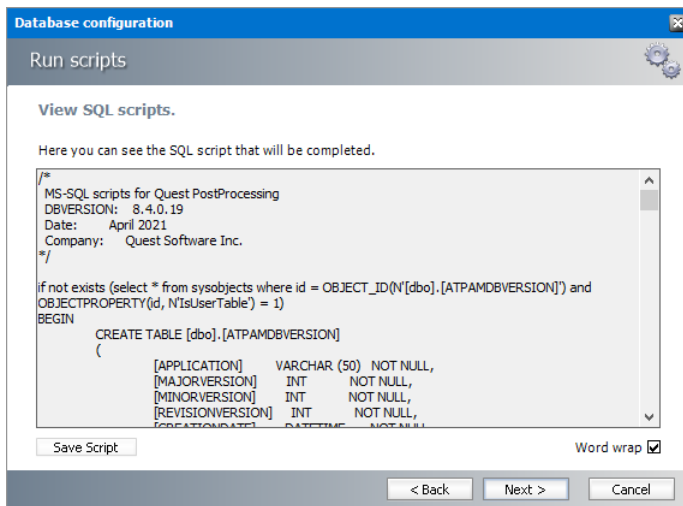 Database configuration
Run scripts
View SQL scripts.
Here you can see the SQL script that will be completed.
/*
MS-SQL scripts for Quest PostProcessing
DBVERSION: 8.4.0.19
Date: April 2021
Company: Quest Software Inc.
*/
if not exists (select * from sysobjects where id = OBJECT_ID(N'[dbo].[ATPAMDBVERSION]') and
OBJECTPROPERTY(id, N'IsUserTable') = 1)
BEGIN
CREATE TABLE [dbo].[ATPAMDBVERSION]
(
[APPLICATION] VARCHAR (50) NOT NULL,
[MAJORVERSION] INT NOT NULL,
[MINORVERSION] INT NOT NULL,
[REVISIONVERSION] INT NOT NULL,
[CREATIONDATE] DATETIME NOT NULL
Save Script
Word wrap
< Back
Next >
Cancel